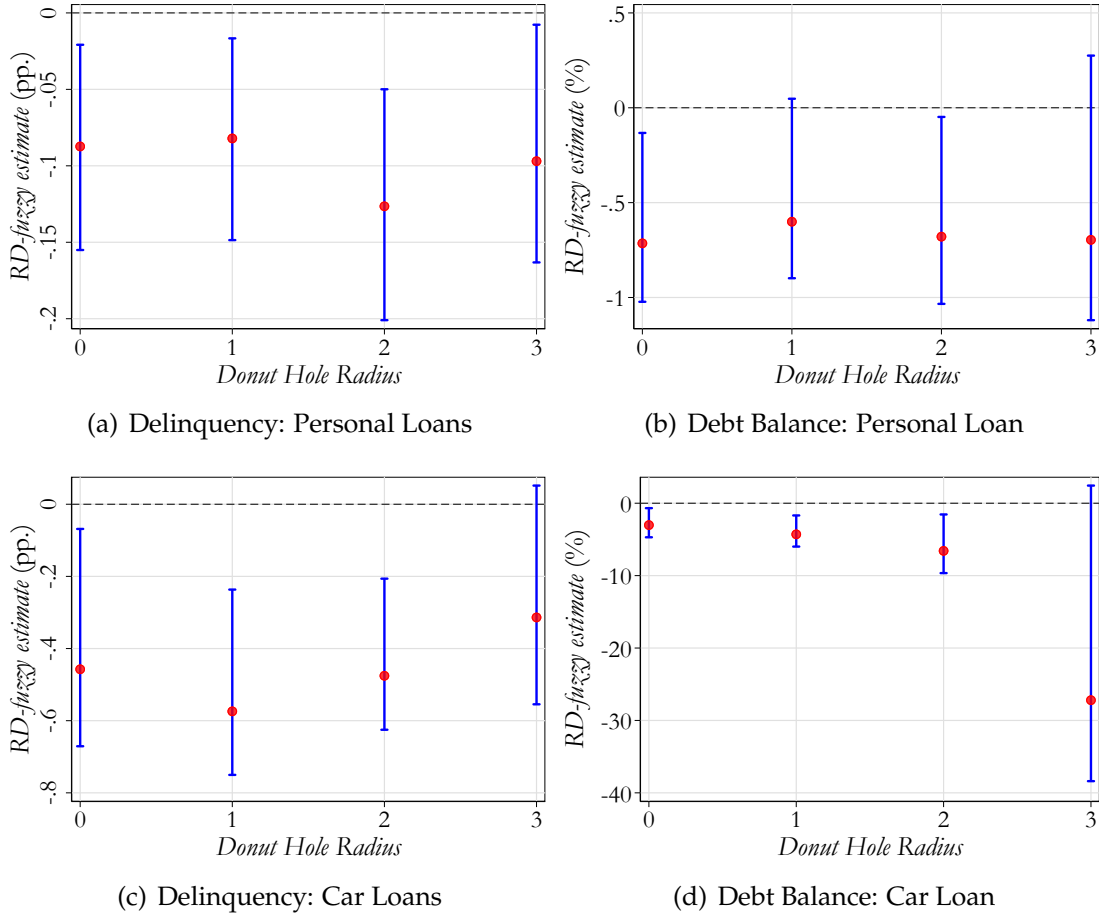 RD-fuzzy estimate (pp.)
0
-.05
-.1
-.15
-.2
0 1 2 3
Donut Hole Radius
(a) Delinquency: Personal Loans
RD-fuzzy estimate (%)
.5
0
-.5
-1
0 1 2 3
Donut Hole Radius
(b) Debt Balance: Personal Loan
RD-fuzzy estimate (pp.)
0
-.2
-.4
-.6
-.8
0 1 2 3
Donut Hole Radius
(c) Delinquency: Car Loans
RD-fuzzy estimate (%)
0
-10
-20
-30
-40
0 1 2 3
Donut Hole Radius
(d) Debt Balance: Car Loan